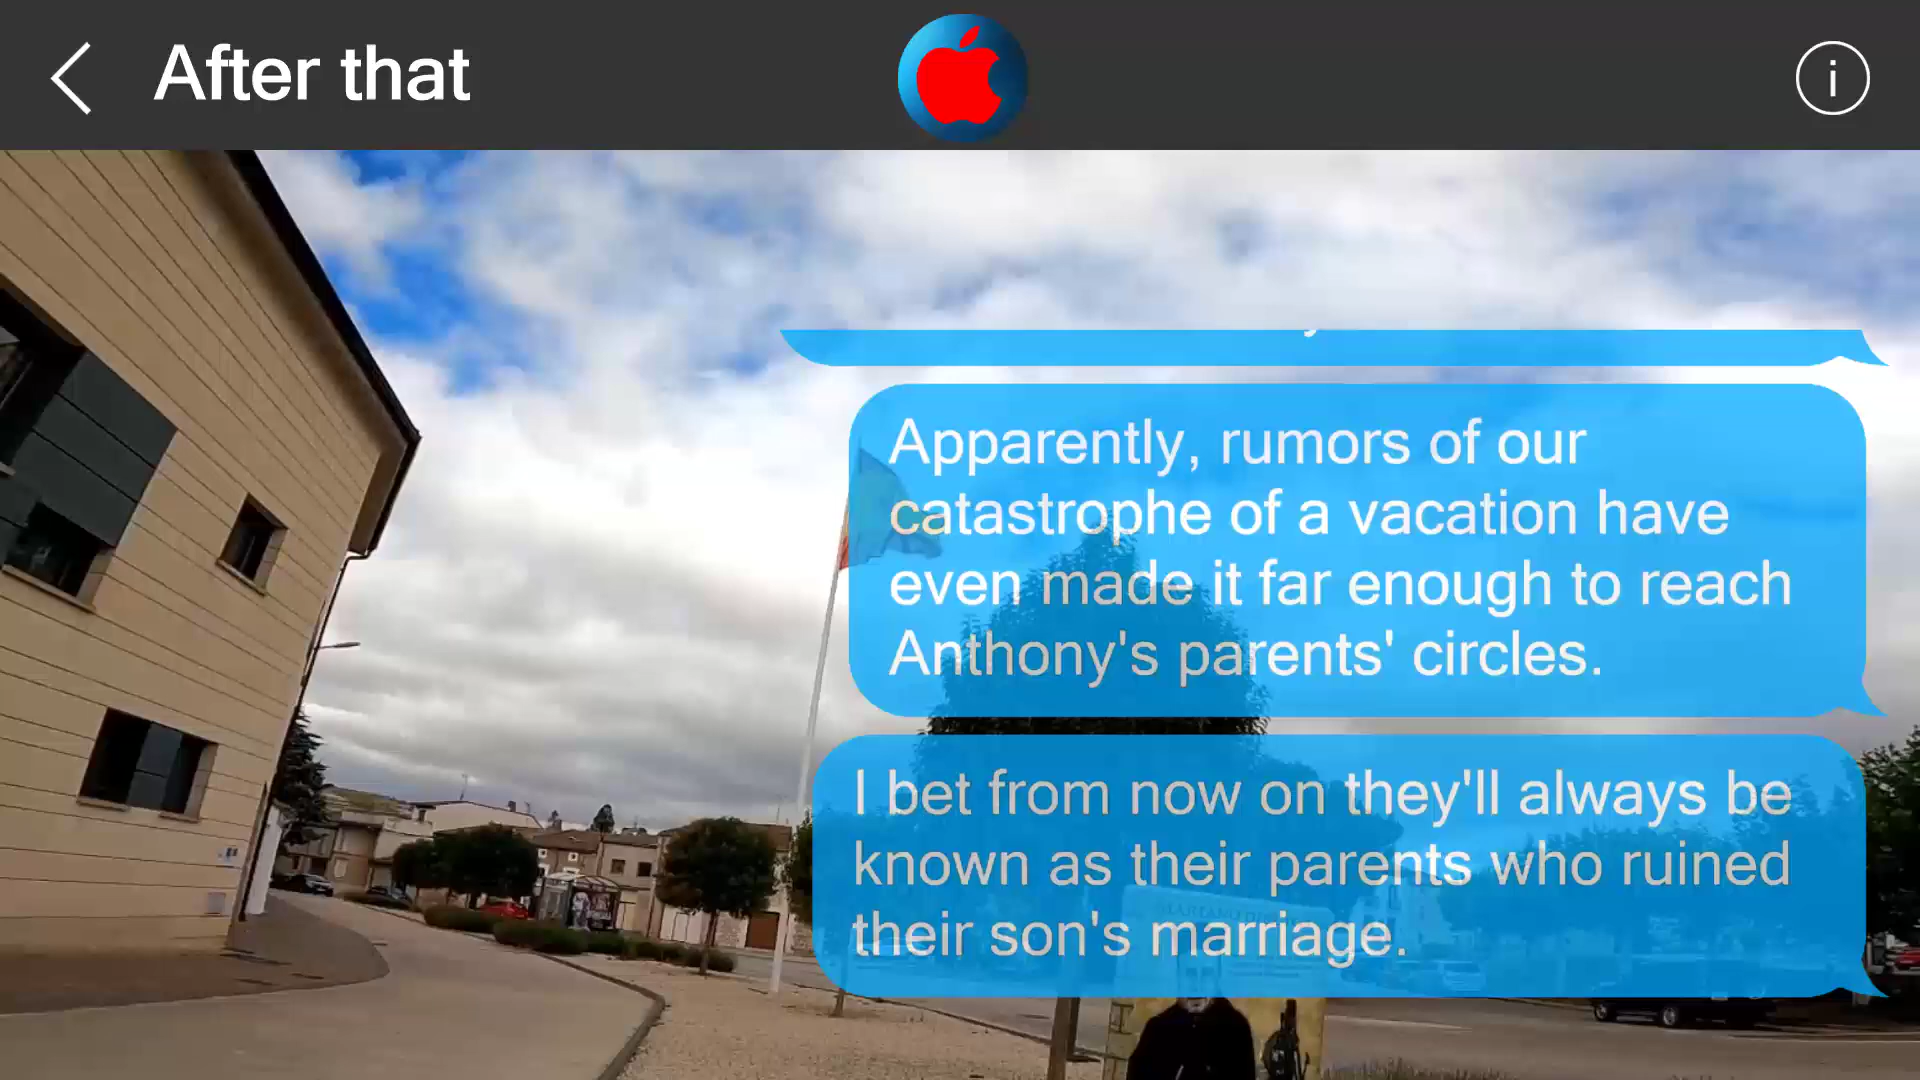 After that
Apparently, rumors of our
catastrophe of a vacation have
even made it far enough to reach
Anthony's parents' circles.
I bet from now on they'll always be
known as their parents who ruined
their son's marriage.